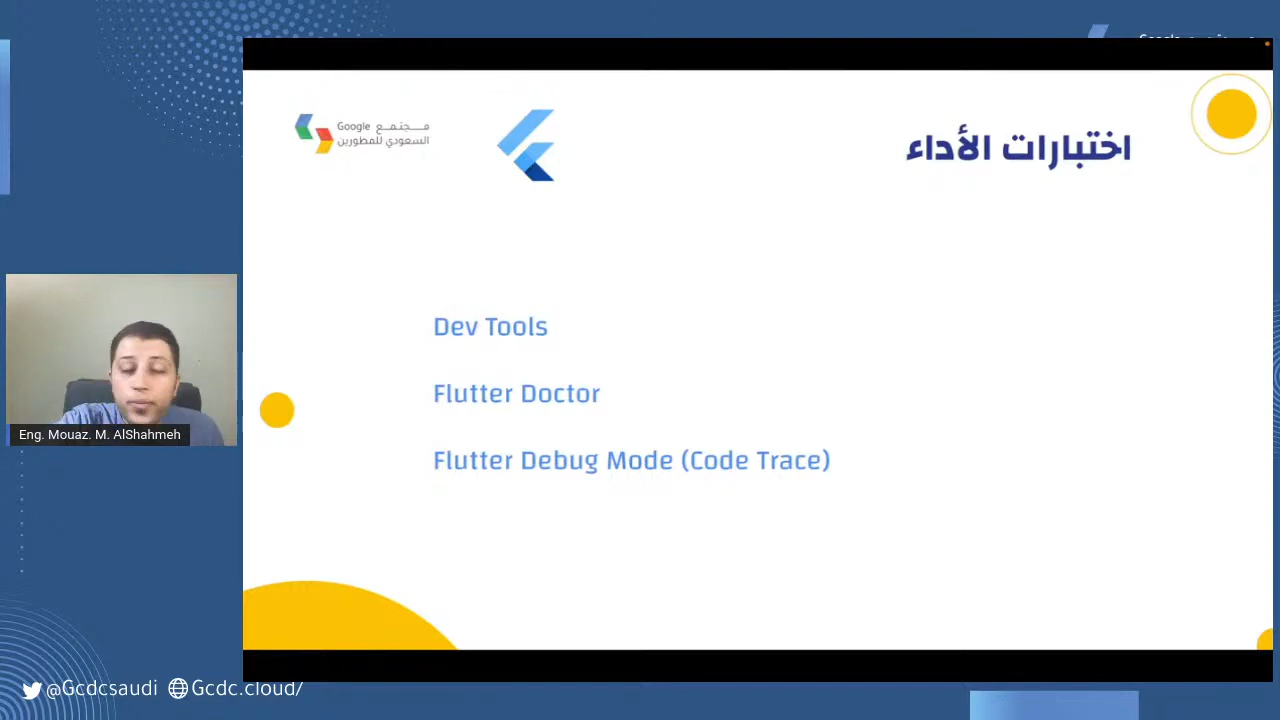 Google
اختبارات الأداء
Google مجتمع
السعودي للمطورين
Dev Tools
Flutter Doctor
Flutter Debug Mode (Code Trace)
Eng. Mouaz. M. AlShahmeh
@Gcdcsaudi Gcdc.cloud/